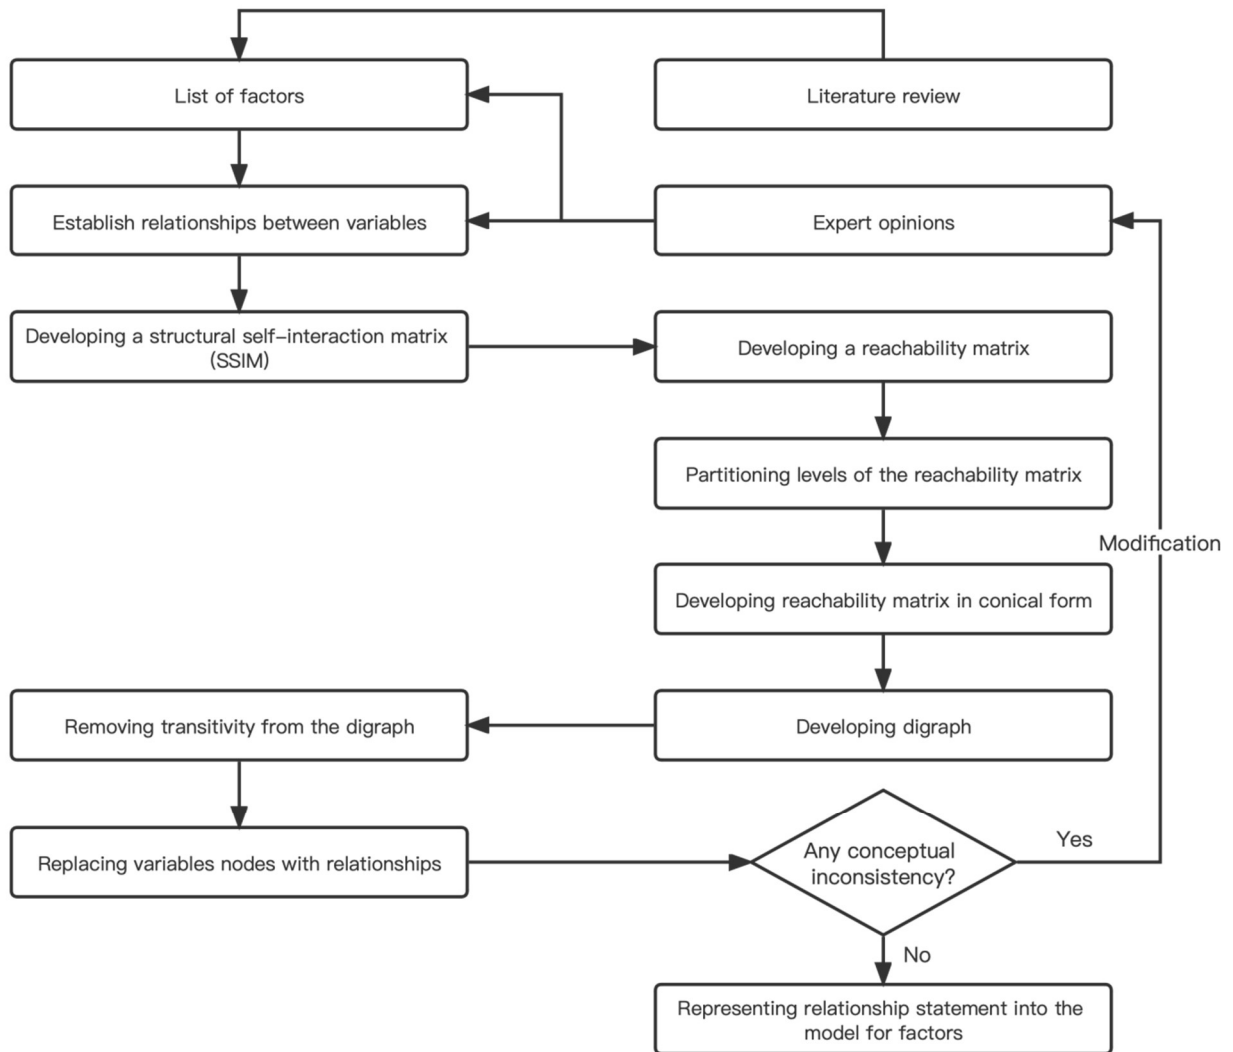 List of factors
Literature review
Establish relationships between variables
Expert opinions
Developing a structural self-interaction matrix
(SSIM)
Developing a reachability matrix
Partitioning levels of the reachability matrix
Modification
Developing reachability matrix in conical form
Removing transitivity from the digraph
Developing digraph
Replacing variables nodes with relationships
Any conceptual
inconsistency?
Yes
No
Representing relationship statement into the
model for factors